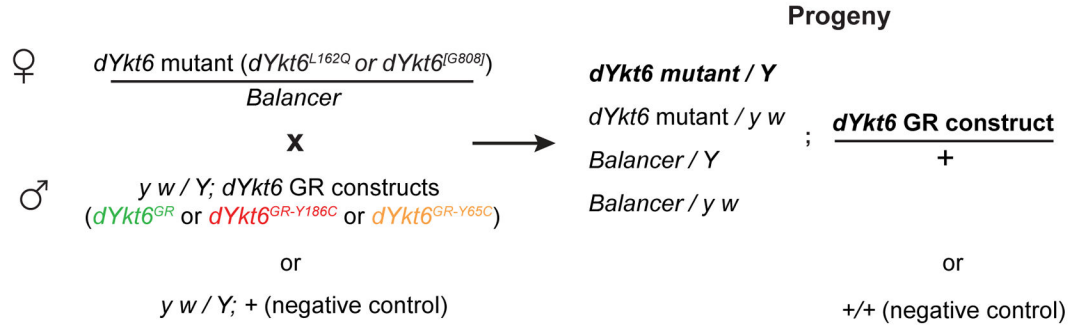 Progeny
♀ dYkt6 mutant (dYkt6L162Q or dYkt6[G808])
Balancer
x
♂ y w / Y; dYkt6 GR constructs
(dYkt6GR or dYkt6GR-Y186C or dYkt6GR-Y65C)
or
y w / Y; + (negative control)
dYkt6 mutant / Y
dYkt6 mutant / y w
Balancer / Y
Balancer / y w
; dYkt6 GR construct
+
or
+/+ (negative control)